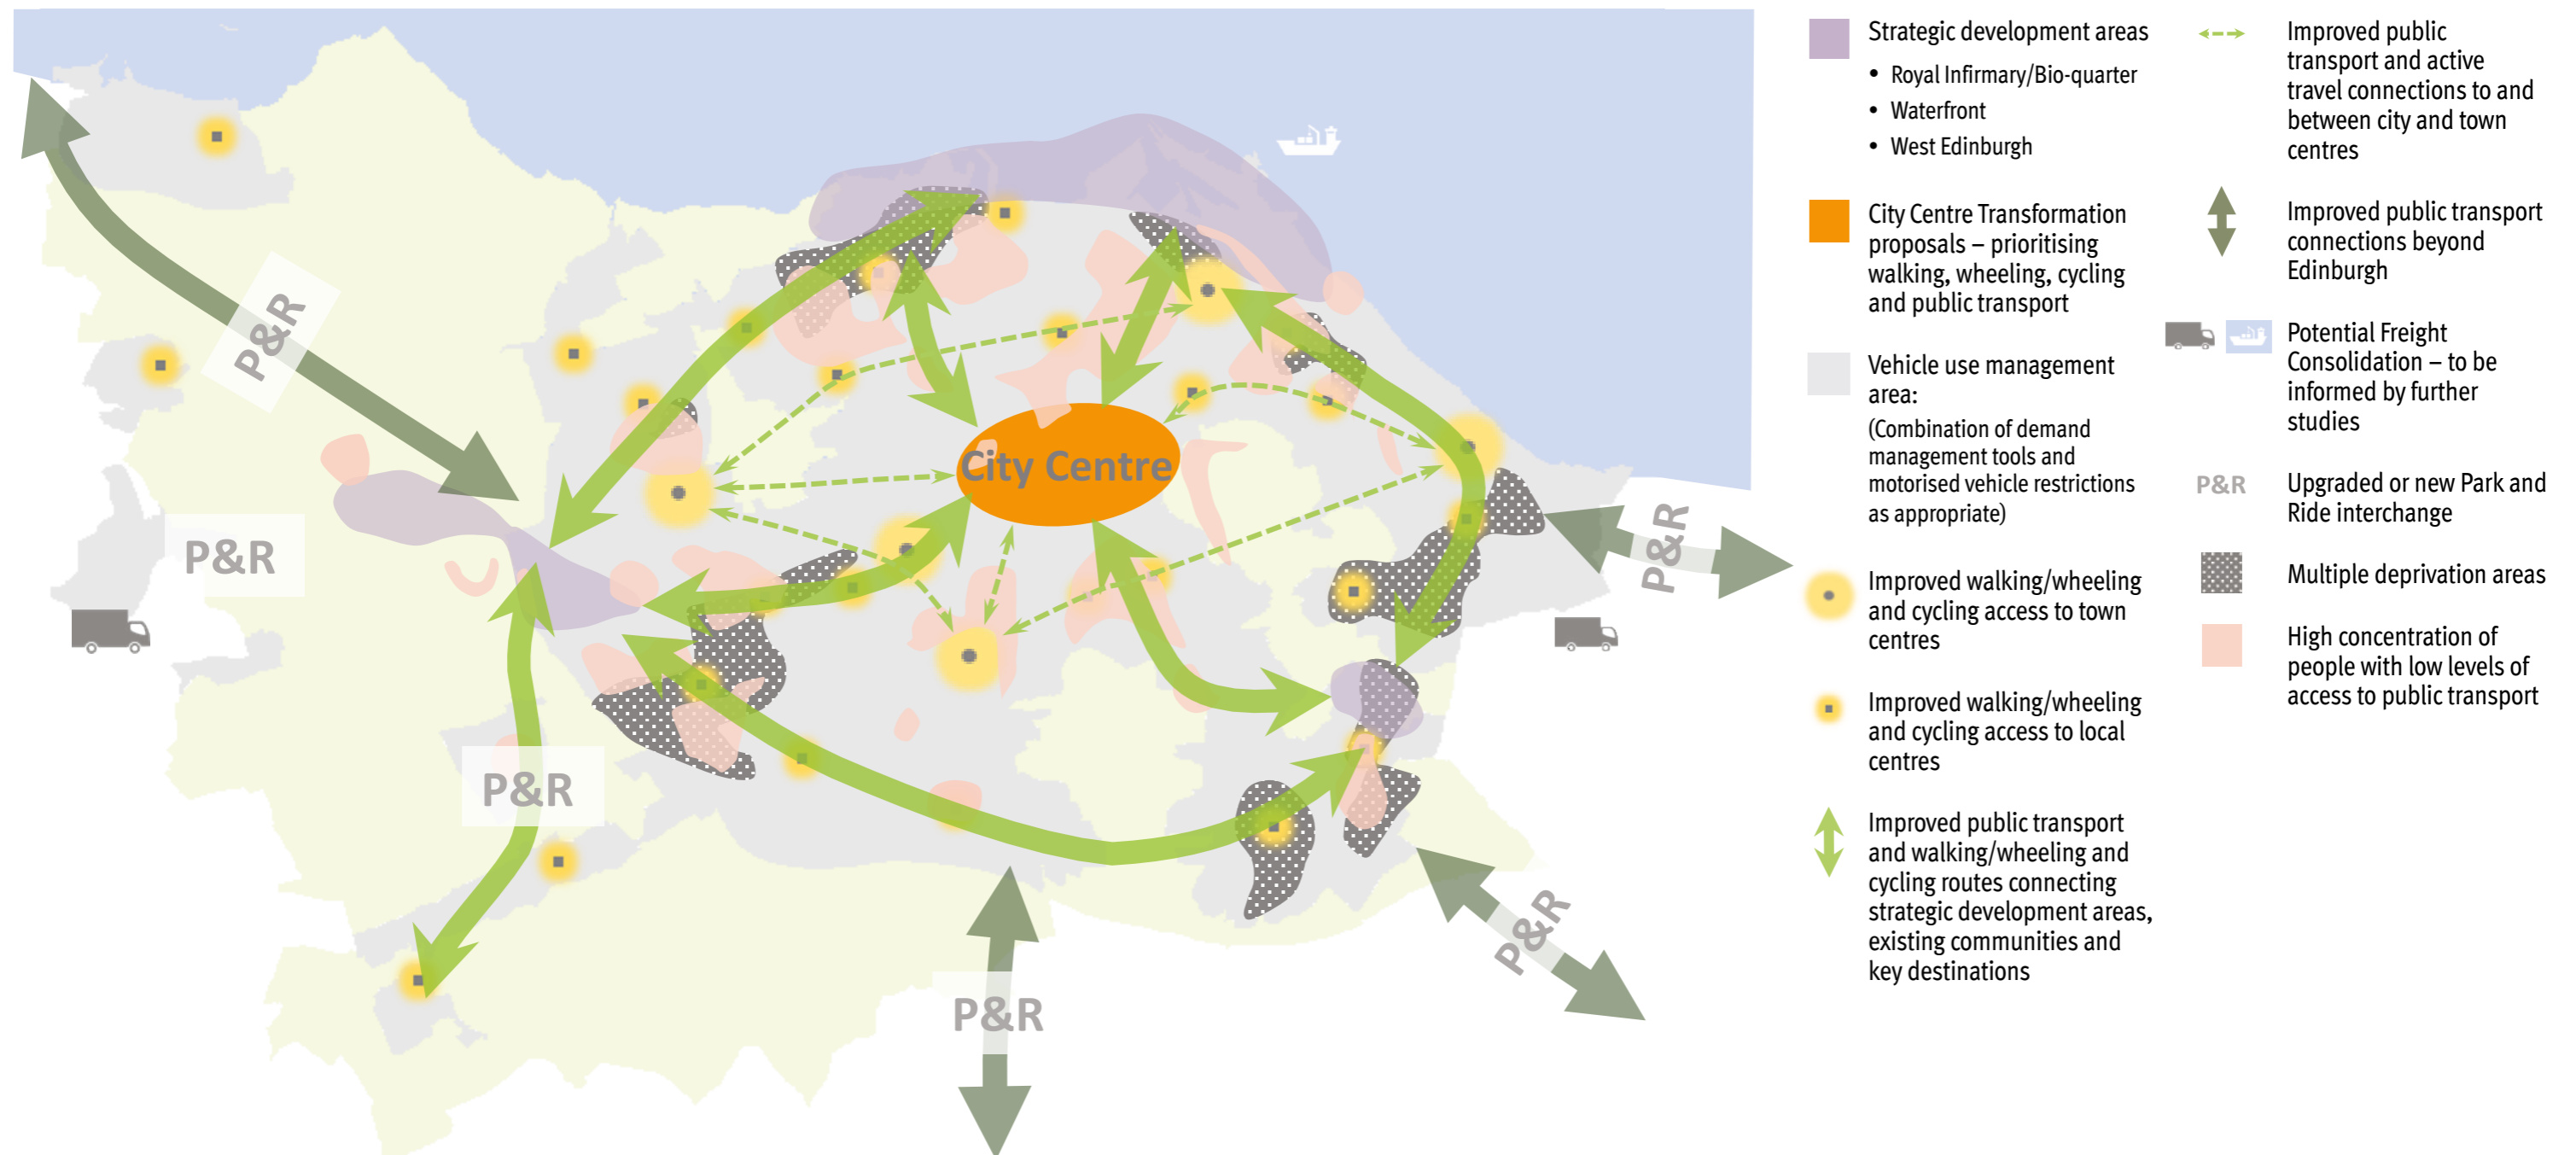 P&R
P&R
City Centre
P&R
P&R
P&R
P&R
Strategic development areas
• Royal Infirmary/Bio-quarter
• Waterfront
• West Edinburgh
City Centre Transformation
proposals – prioritising
walking, wheeling, cycling
and public transport
Vehicle use management
area:
(Combination of demand
management tools and
motorised vehicle restrictions
as appropriate)
Improved walking/wheeling
and cycling access to town
centres
Improved walking/wheeling
and cycling access to local
centres
Improved public transport
and walking/wheeling and
cycling routes connecting
strategic development areas,
existing communities and
key destinations
Improved public
transport and active
travel connections to and
between city and town
centres
Improved public transport
connections beyond
Edinburgh
Potential Freight
Consolidation – to be
informed by further
studies
P&R
Upgraded or new Park and
Ride interchange
Multiple deprivation areas
High concentration of
people with low levels of
access to public transport